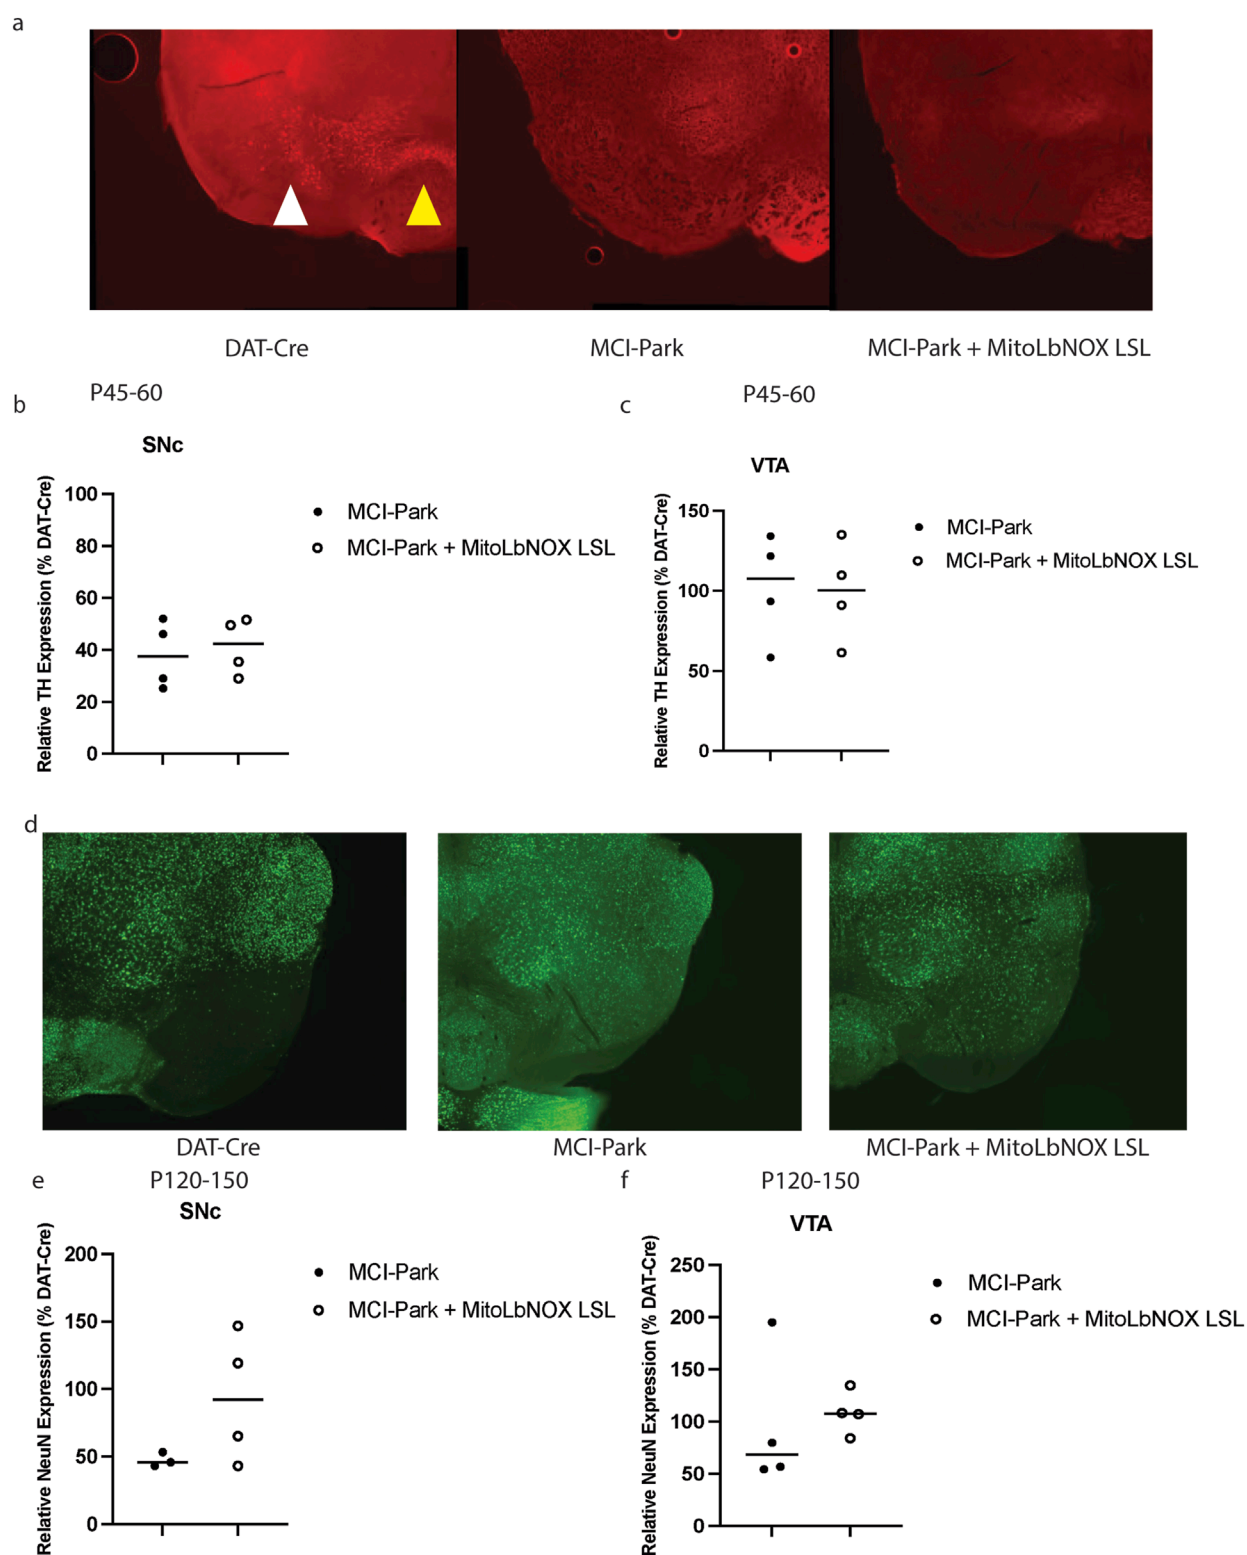 a
DAT-Cre
MCI-Park
MCI-Park + MitoLbNOX LSL
b
P45-60
SNc
Relative TH Expression (% DAT-Cre)
100
80
60
40
20
0
MCI-Park
MCI-Park + MitoLbNOX LSL
c
P45-60
VTA
Relative TH Expression (% DAT-Cre)
150
100
50
0
MCI-Park
MCI-Park + MitoLbNOX LSL
d
DAT-Cre
MCI-Park
MCI-Park + MitoLbNOX LSL
e
P120-150
SNc
Relative NeuN Expression (% DAT-Cre)
200
150
100
50
0
MCI-Park
MCI-Park + MitoLbNOX LSL
f
P120-150
VTA
Relative NeuN Expression (% DAT-Cre)
250
200
150
100
50
0
MCI-Park
MCI-Park + MitoLbNOX LSL